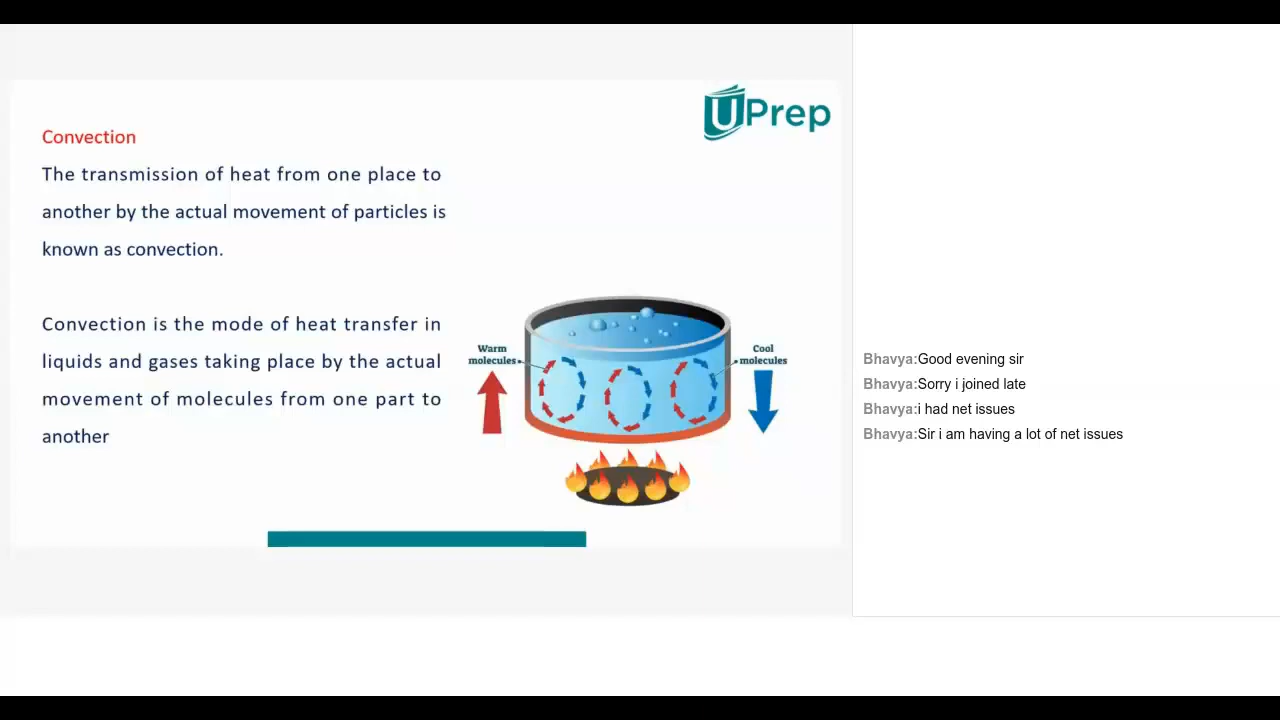 UPrep
Convection
The transmission of heat from one place to
another by the actual movement of particles is
known as convection.
Convection is the mode of heat transfer in
liquids and gases taking place by the actual
movement of molecules from one part to
another
Warm
molecules
Cool
molecules
Bhavya:Good evening sir
Bhavya:Sorry i joined late
Bhavya:i had net issues
Bhavya:Sir i am having a lot of net issues